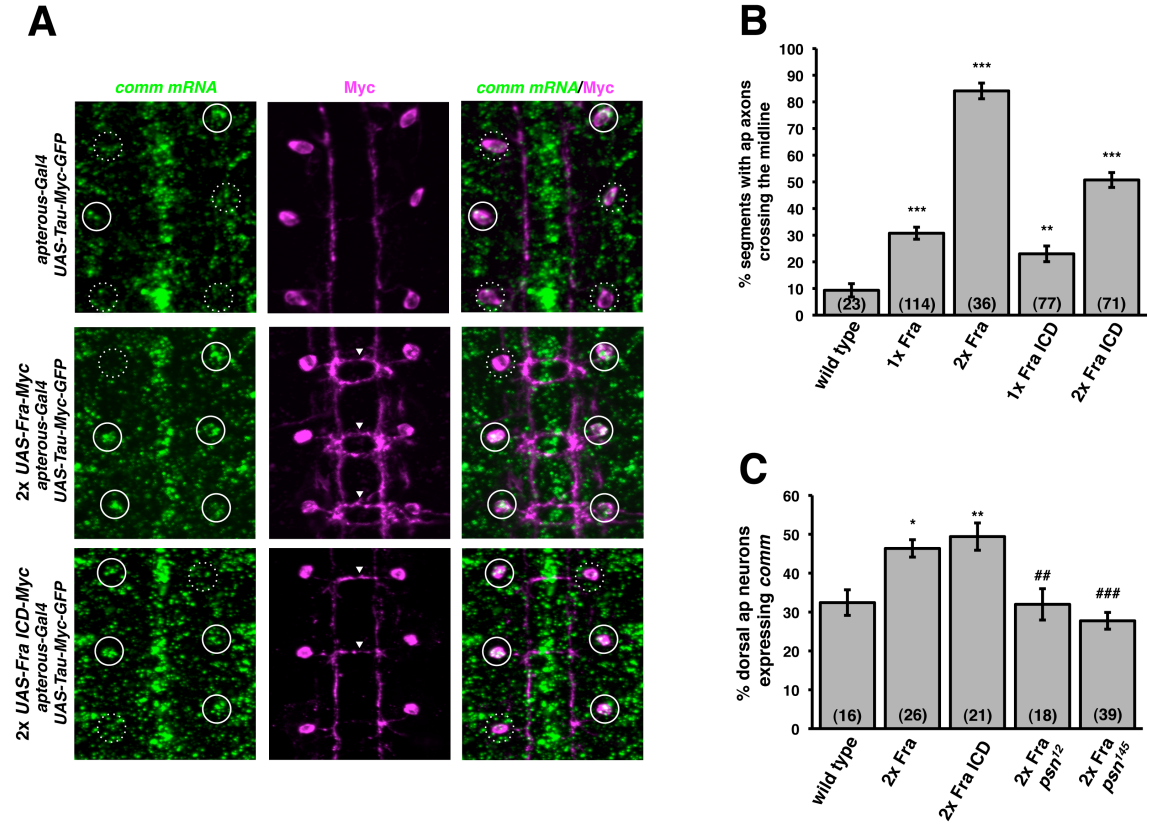 A
comm mRNA
Myc
comm mRNA/Myc
apterous-Gal4
UAS-Tau-Myc-GFP
2x UAS-Fra-Myc
apterous-Gal4
UAS-Tau-Myc-GFP
2x UAS-Fra ICD-Myc
apterous-Gal4
UAS-Tau-Myc-GFP
B
% segments with ap axons
crossing the midline
100
90
80
70
60
50
40
30
20
10
0
***
***
**
***
(23)
(114)
(36)
(77)
(71)
wild type
1x Fra
2x Fra
1x Fra ICD
2x Fra ICD
C
% dorsal ap neurons
expressing comm
60
50
40
30
20
10
0
*
**
##
###
(16)
(26)
(21)
(18)
(39)
wild type
2x Fra
2x Fra ICD
2x Fra
psn12
2x Fra
psn145